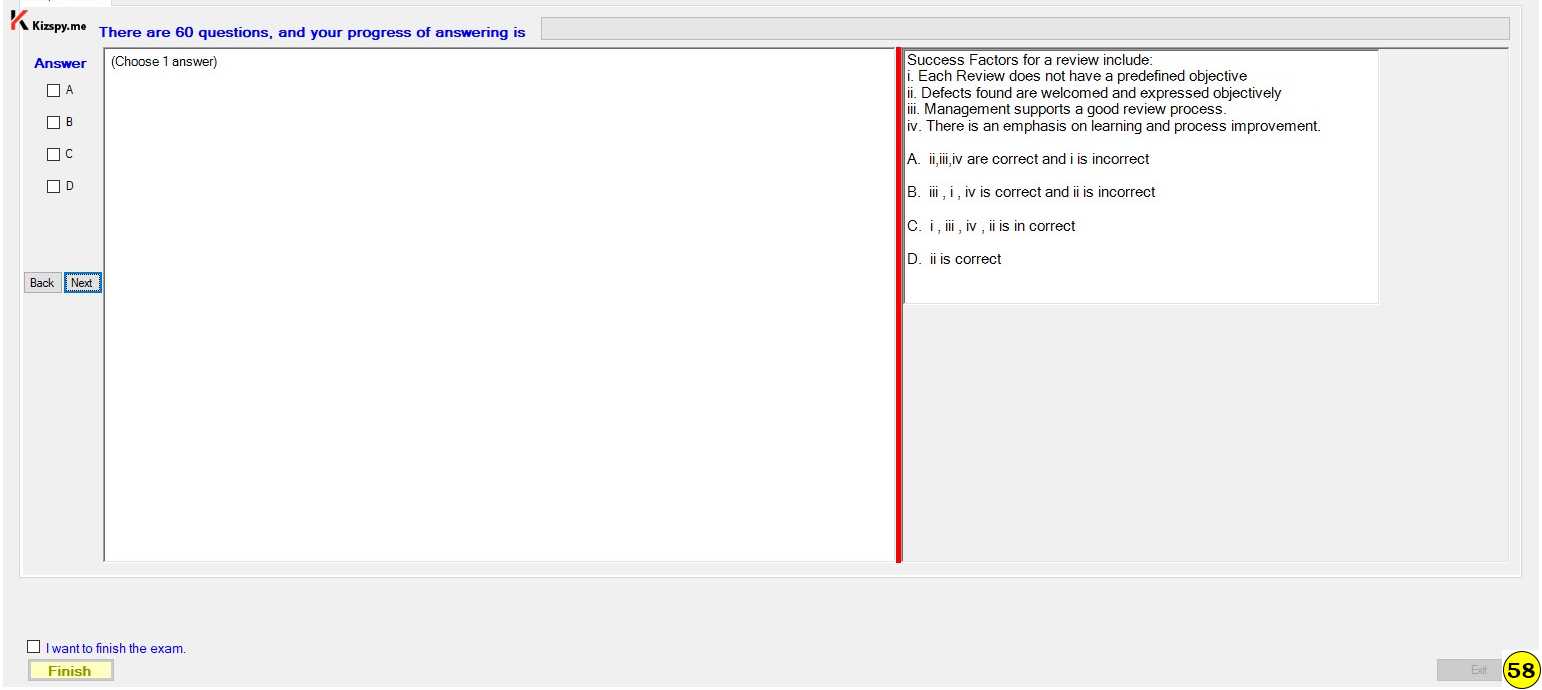 Kizspy.me
There are 60 questions, and your progress of answering is
Answer
(Choose 1 answer)
A
B
C
D
Back
Next
Success Factors for a review include:
i. Each Review does not have a predefined objective
ii. Defects found are welcomed and expressed objectively
iii. Management supports a good review process.
iv. There is an emphasis on learning and process improvement.
A. ii,iii,iv are correct and i is incorrect
B. iii , i , iv is correct and ii is incorrect
C. i , iii , iv , ii is in correct
D. ii is correct
I want to finish the exam.
Finish
Exit
58